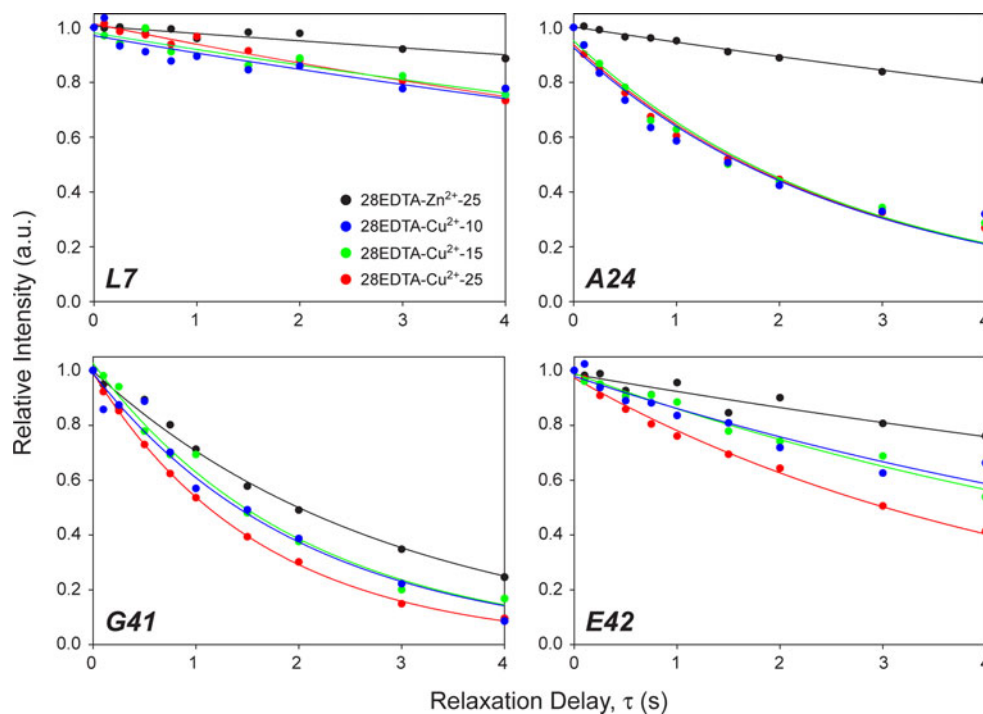 1.0
0.8
0.6
0.4
0.2
0.0
L7
28EDTA-Zn²⁺-25
28EDTA-Cu²⁺-10
28EDTA-Cu²⁺-15
28EDTA-Cu²⁺-25
0 1 2 3 4
1.0
0.8
0.6
0.4
0.2
0.0
A24
0 1 2 3 4
1.0
0.8
0.6
0.4
0.2
0.0
G41
0 1 2 3 4
1.0
0.8
0.6
0.4
0.2
0.0
E42
0 1 2 3 4
Relative Intensity (a.u.)
Relaxation Delay, τ (s)